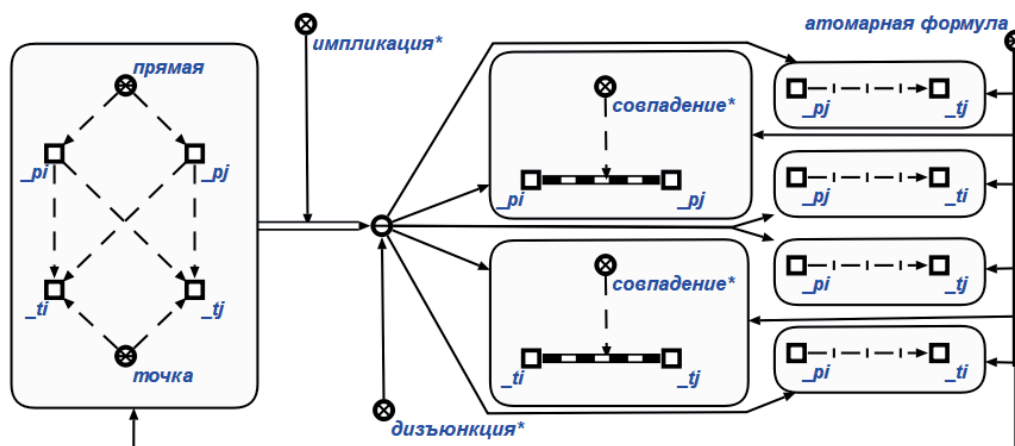 импликация*
атомарная формула
прямая
_pi
_pj
_ti
_tj
точка
совпадение*
_pi
_pj
совпадение*
_ti
_tj
дизъюнкция*
_pj
_tj
_pj
_ti
_pi
_tj
_pi
_ti